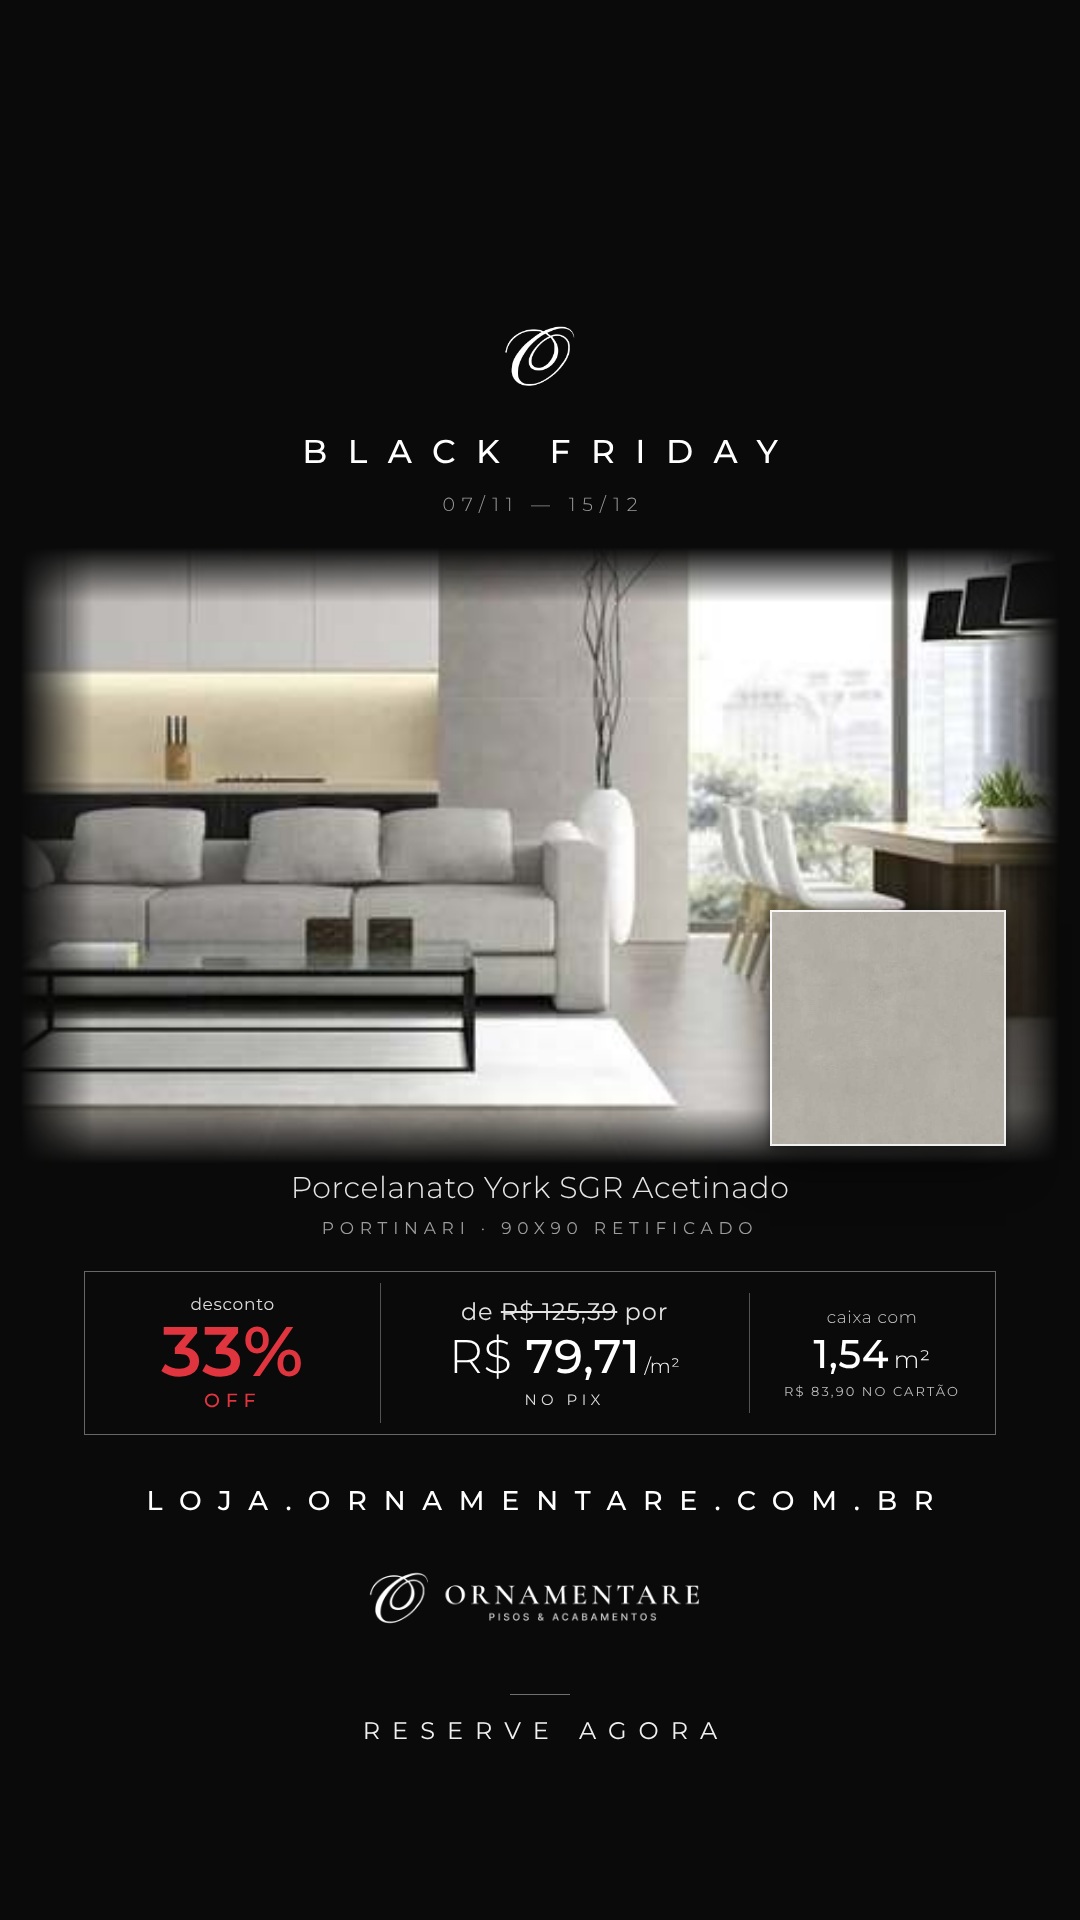 BLACK FRIDAY
07/11 — 15/12
Porcelanato York SGR Acetinado
PORTINARI · 90X90 RETIFICADO
desconto
33%
OFF
de R$ 125,39 por
R$ 79,71 /m²
NO PIX
caixa com
1,54 m²
R$ 83,90 NO CARTÃO
LOJA.ORNAMENTARE.COM.BR
ORNAMENTARE
PISOS & ACABAMENTOS
RESERVE AGORA